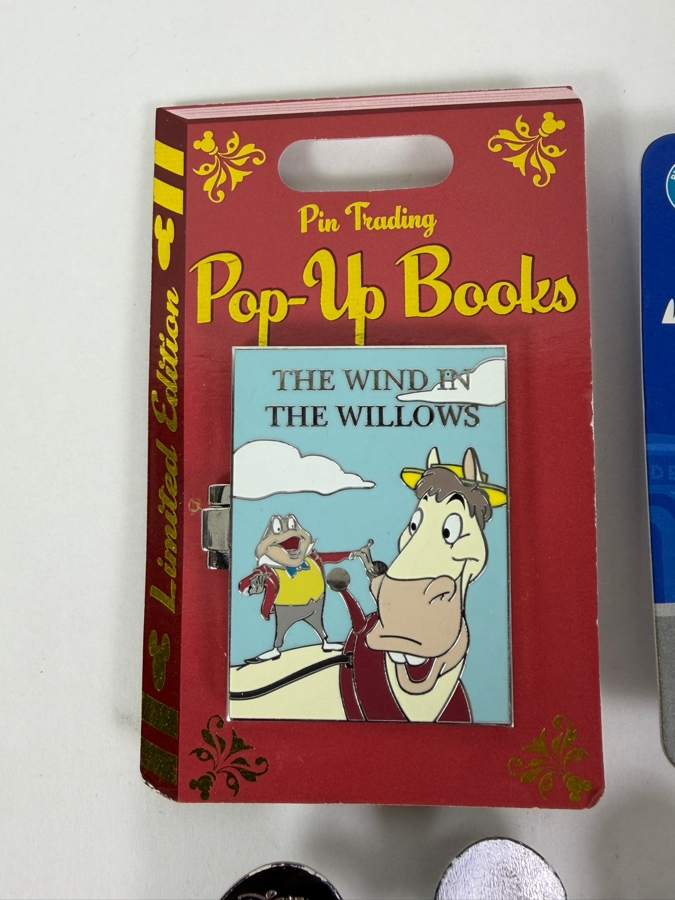 Pin Trading
Pop-Up Books
Limited Edition
THE WIND IN
THE WILLOWS